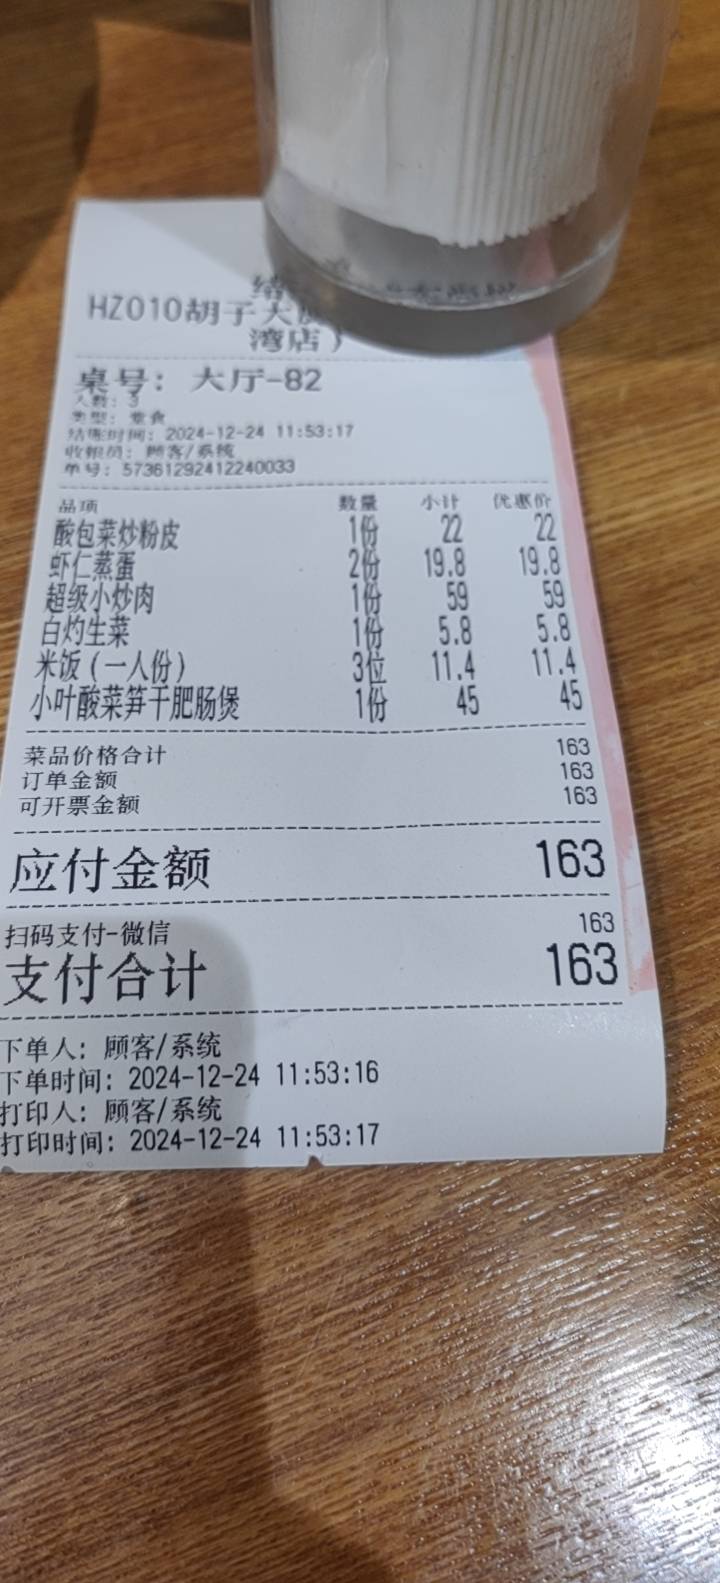 结
HZ010胡子大
湾店）
桌号：大厅-82
人数：3
类型：堂食
结账时间：2024-12-24 11:53:17
收银员：顾客/系统
单号：57361292412240033
品项 数量 小计 优惠价
酸包菜炒粉皮 1份 22 22
虾仁蒸蛋 2份 19.8 19.8
超级小炒肉 1份 59 59
白灼生菜 1份 5.8 5.8
米饭（一人份） 3位 11.4 11.4
小叶酸菜笋干肥肠煲 1份 45 45
菜品价格合计 163
订单金额 163
可开票金额 163
应付金额 163
扫码支付-微信 163
支付合计 163
下单人：顾客/系统
下单时间：2024-12-24 11:53:16
打印人：顾客/系统
打印时间：2024-12-24 11:53:17